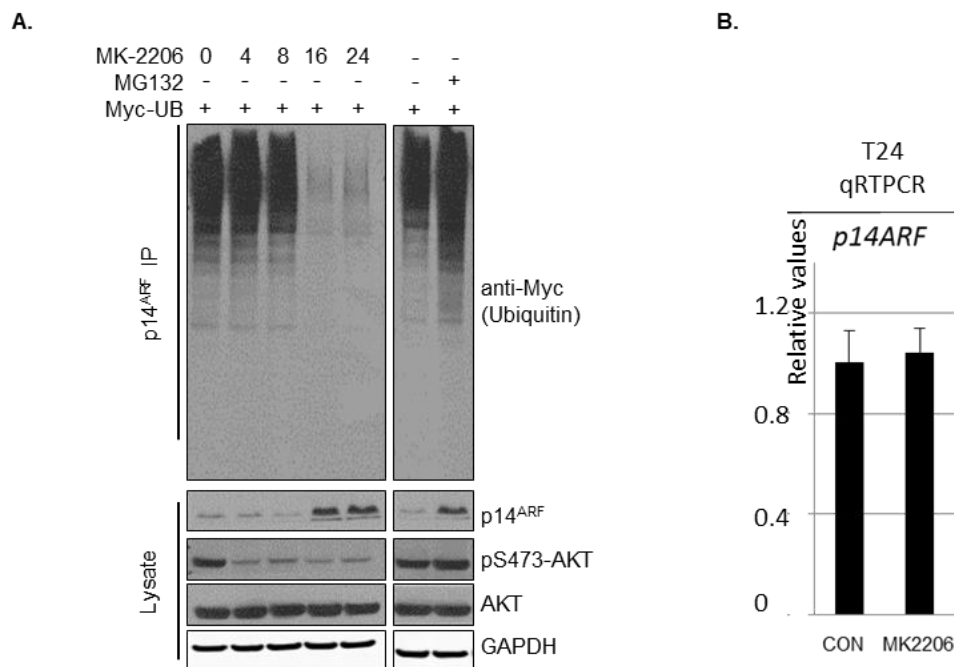 A.
MK-2206 0 4 8 16 24 - -
MG132 - - - - - - +
Myc-UB + + + + + + +
p14ARF IP
anti-Myc
(Ubiquitin)
Lysate
p14ARF
pS473-AKT
AKT
GAPDH
B.
T24
qRTPCR
p14ARF
Relative values
1.2
0.8
0.4
0
CON MK2206